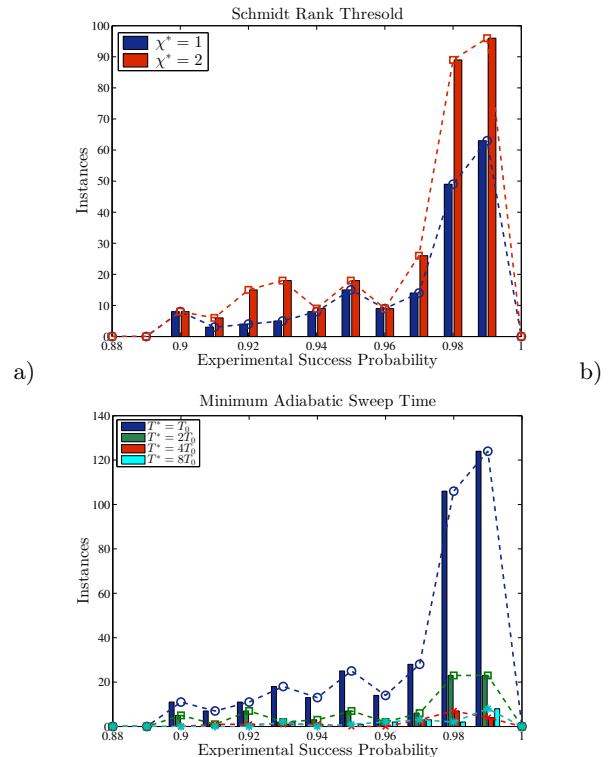 Schmidt Rank Thresold
100
90
80
70
60
50
40
30
20
10
0
Instances
χ* = 1
χ* = 2
0.88 0.9 0.92 0.94 0.96 0.98 1
Experimental Success Probability
a) b)
Minimum Adiabatic Sweep Time
140
120
100
80
60
40
20
0
Instances
T* = T₀
T* = 2T₀
T* = 4T₀
T* = 8T₀
0.88 0.9 0.92 0.94 0.96 0.98 1
Experimental Success Probability